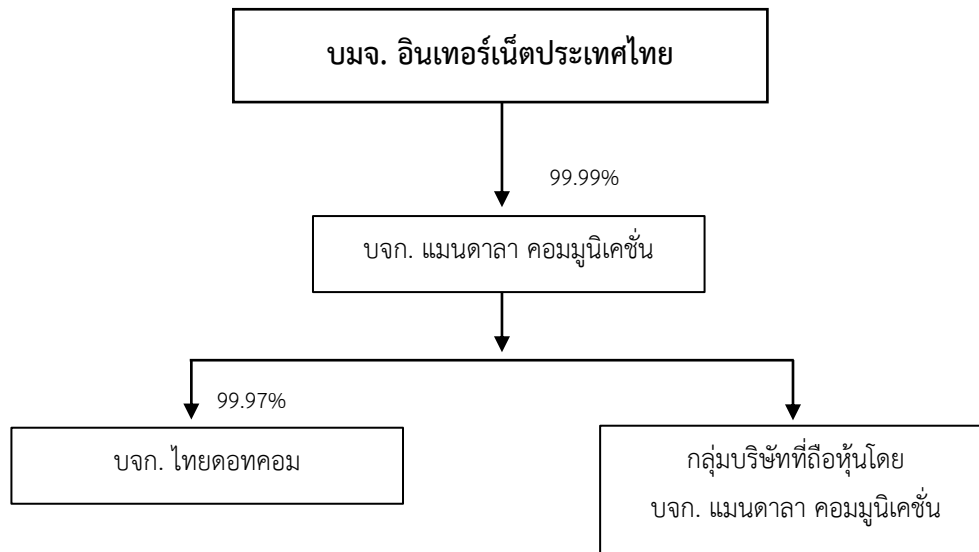 บมจ. อินเทอร์เน็ตประเทศไทย
99.99%
บจก. แมนดาลา คอมมูนิเคชั่น
99.97%
บจก. ไทยดอทคอม
กลุ่มบริษัทที่ถือหุ้นโดย
บจก. แมนดาลา คอมมูนิเคชั่น